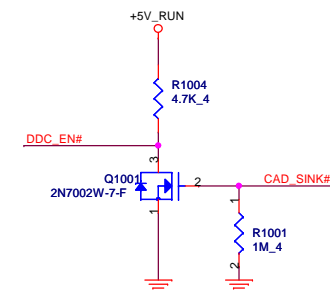 +5V_RUN
R1004
4.7K_4
DDC_EN#
3
Q1001
2N7002W-7-F
2
CAD_SINK#
1
1
R1001
1M_4
2